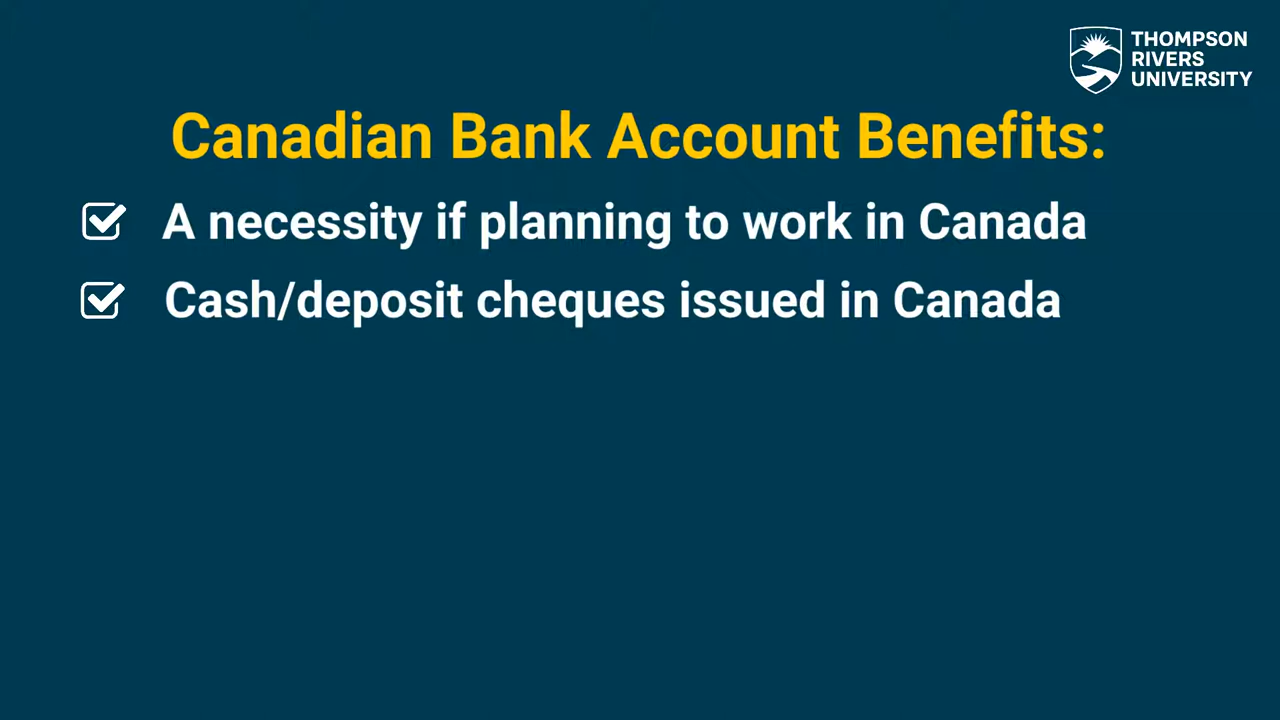 THOMPSON
RIVERS
UNIVERSITY
Canadian Bank Account Benefits:
A necessity if planning to work in Canada
Cash/deposit cheques issued in Canada